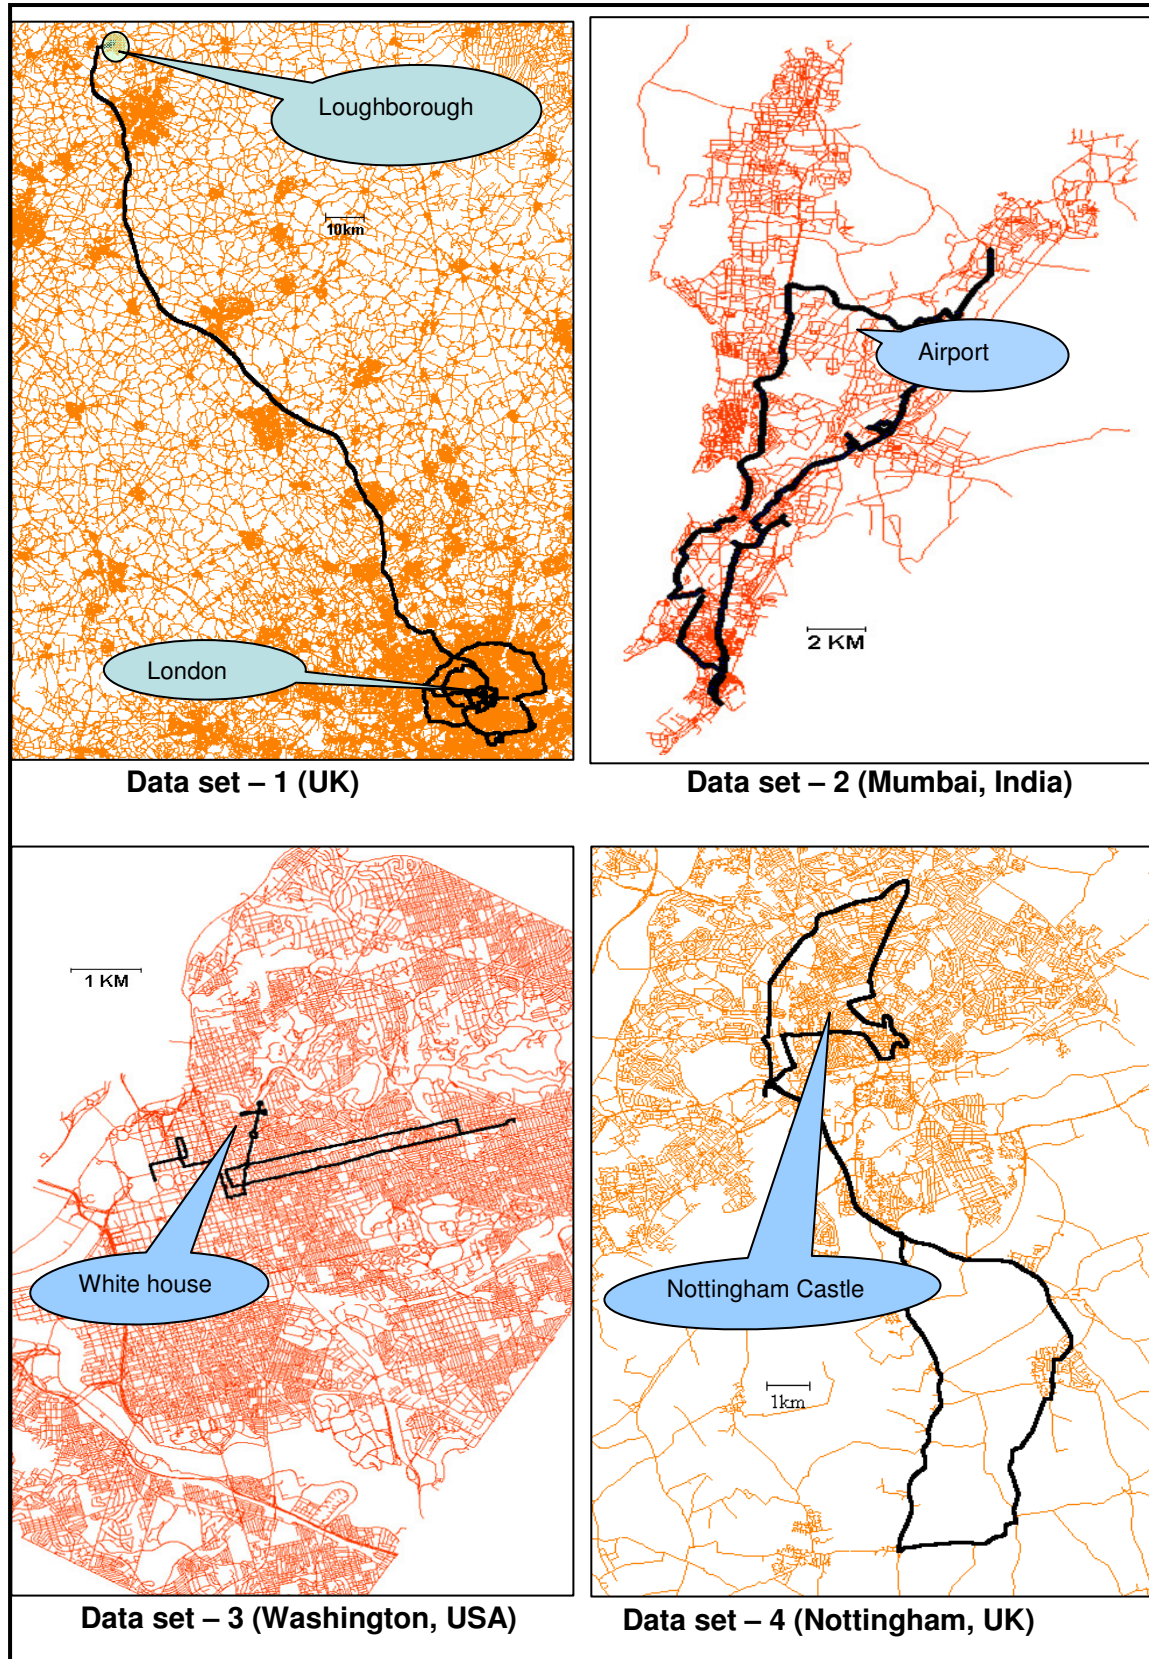 Loughborough
10km
London
Data set – 1 (UK)
Airport
2 KM
Data set – 2 (Mumbai, India)
1 KM
White house
Data set – 3 (Washington, USA)
Nottingham Castle
1km
Data set – 4 (Nottingham, UK)